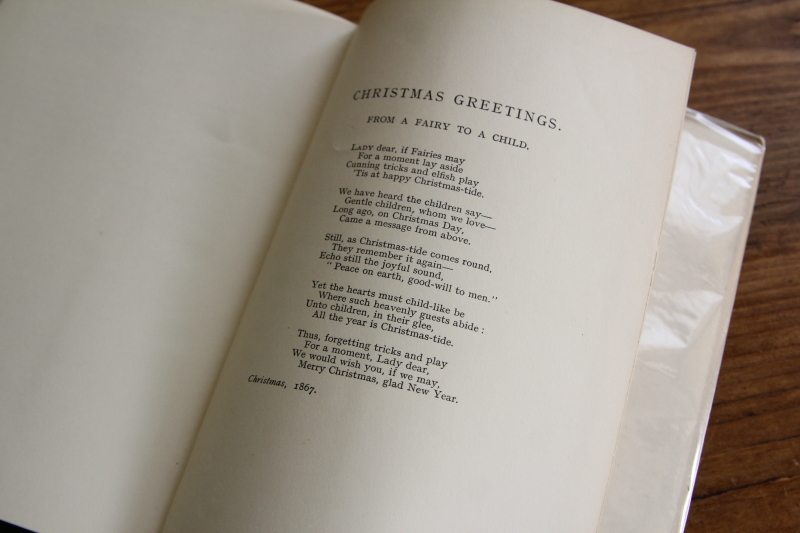 CHRISTMAS GREETINGS.
FROM A FAIRY TO A CHILD.
LADY dear, if Fairies may
For a moment lay aside
Cunning tricks and elfish play
'Tis at happy Christmas-tide.
We have heard the children say—
Gentle children, whom we love—
Long ago, on Christmas Day,
Came a message from above.
Still, as Christmas-tide comes round,
They remember it again—
Echo still the joyful sound,
"Peace on earth, good-will to men."
Yet the hearts must child-like be
Where such heavenly guests abide :
Unto children, in their glee,
All the year is Christmas-tide.
Thus, forgetting tricks and play
For a moment, Lady dear,
We would wish you, if we may,
Merry Christmas, glad New Year.
Christmas, 1867.